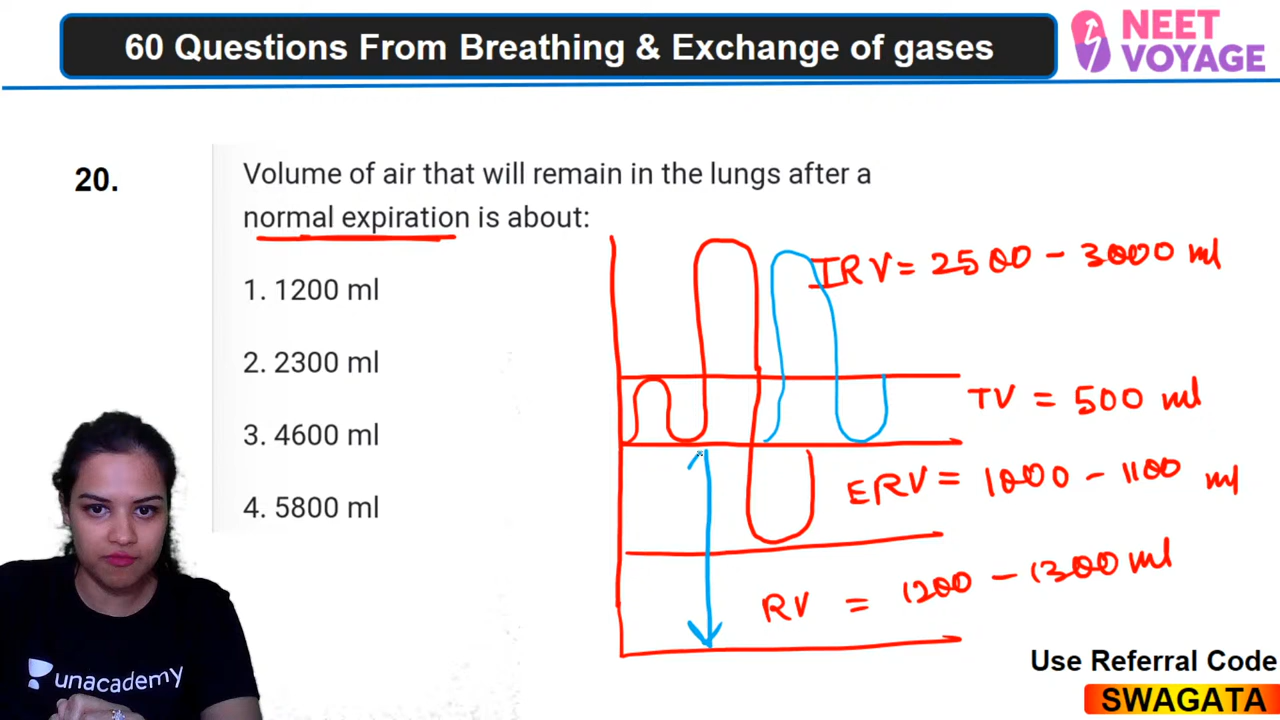 60 Questions From Breathing & Exchange of gases
NEET
VOYAGE
20.
Volume of air that will remain in the lungs after a
normal expiration is about:
1. 1200 ml
2. 2300 ml
3. 4600 ml
4. 5800 ml
IRV = 2500 - 3000 ml
TV = 500 ml
ERV = 1000 - 1100 ml
RV = 1200 - 1300 ml
unacademy
Use Referral Code
SWAGATA